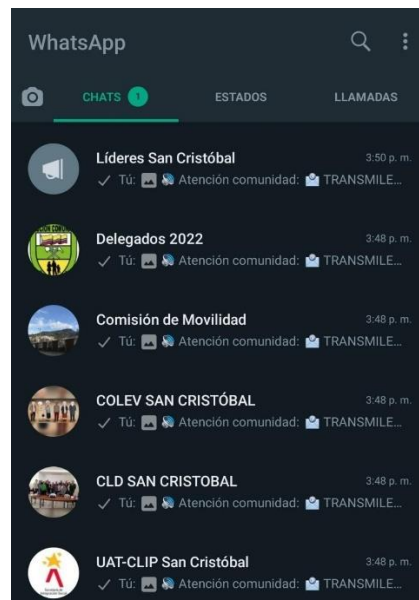 WhatsApp
CHATS 1 ESTADOS LLAMADAS
Líderes San Cristóbal 3:50 p. m.
Tú: Atención comunidad: TRANSMILE...
Delegados 2022 3:48 p. m.
Tú: Atención comunidad: TRANSMILE...
Comisión de Movilidad 3:48 p. m.
Tú: Atención comunidad: TRANSMILE...
COLEV SAN CRISTÓBAL 3:48 p. m.
Tú: Atención comunidad: TRANSMILE...
CLD SAN CRISTOBAL 3:48 p. m.
Tú: Atención comunidad: TRANSMILE...
UAT-CLIP San Cristóbal 3:48 p. m.
Tú: Atención comunidad: TRANSMILE...